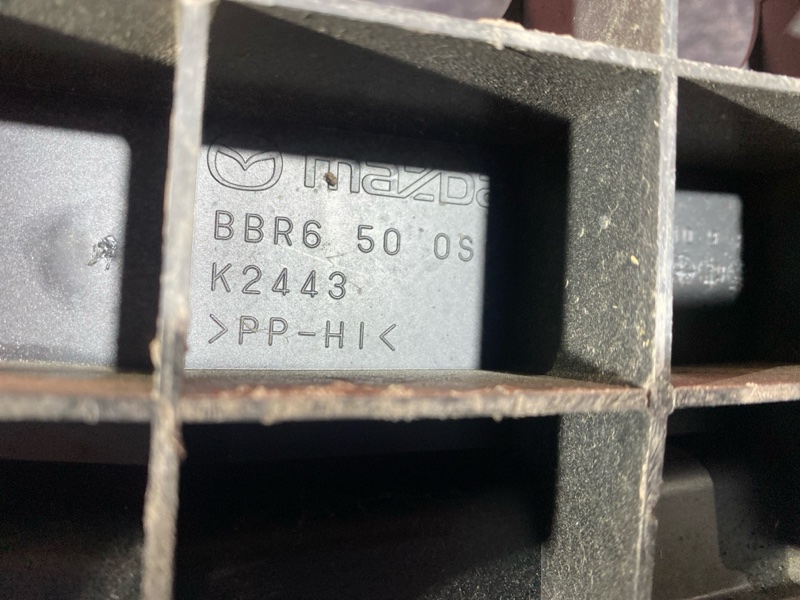 mazda
BBR6 50 0S
K2443
>PP-HI<